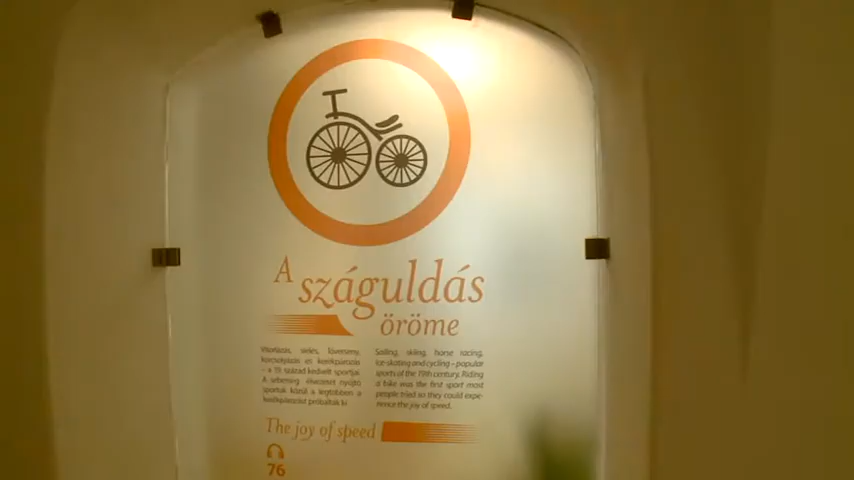 A
száguldás
öröme
Vitorlázás, síelés, lóverseny,
korcsolyázás és kerékpározás
– a 19. század kedvelt sportjai.
A sebesség élvezetét nyújtó
sportok közül a legtöbben a
kerékpározást próbálták ki.
Sailing, skiing, horse racing,
ice-skating and cycling – popular
sports of the 19th century. Riding
a bike was the first sport most
people tried so they could expe-
rience the joy of speed.
The joy of speed
76